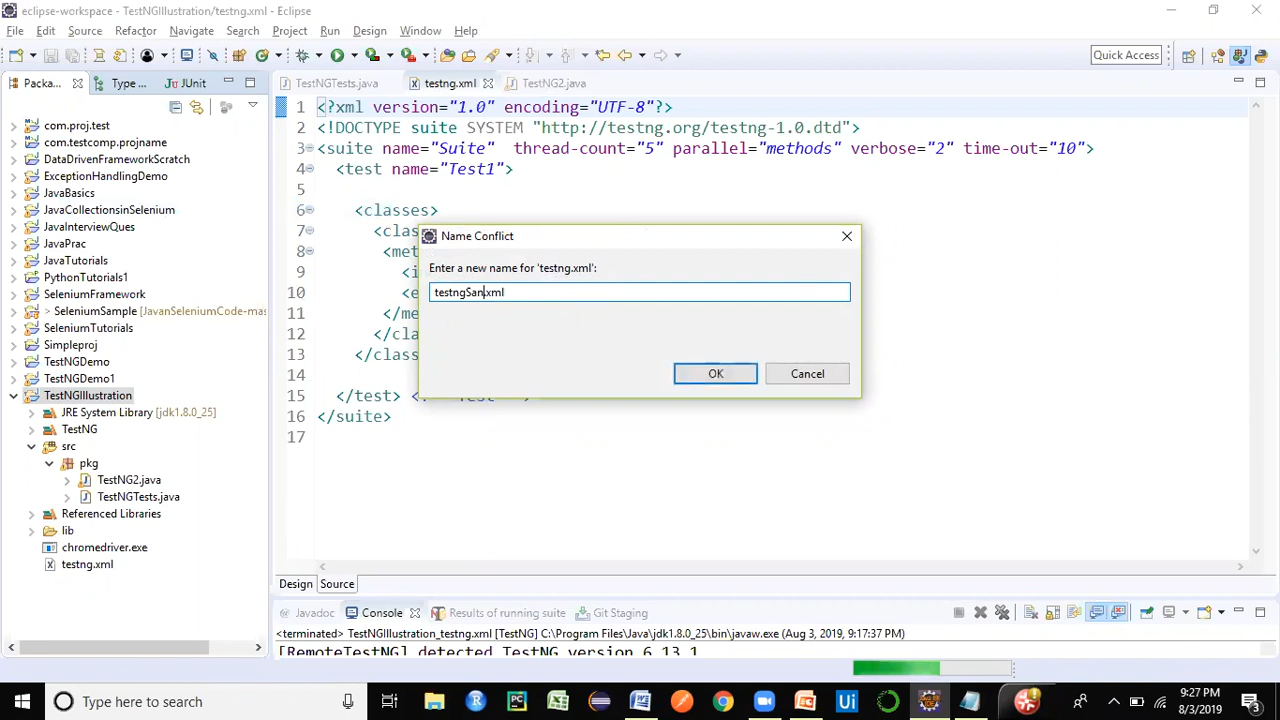 eclipse-workspace - TestNGIllustration/testng.xml - Eclipse
File Edit Source Refactor Navigate Search Project Run Design Window Help
Quick Access
Packa... Type ... JUnit
TestNGTests.java testng.xml TestNG2.java
com.proj.test
com.testcomp.projname
DataDrivenFrameworkScratch
ExceptionHandlingDemo
JavaBasics
JavaCollectionsinSelenium
JavaInterviewQues
JavaPrac
JavaTutorials
PythonTutorials1
SeleniumFramework
> SeleniumSample [JavanSeleniumCode-mas
SeleniumTutorials
Simpleproj
TestNGDemo
TestNGDemo1
TestNGIllustration
JRE System Library [jdk1.8.0_25]
TestNG
src
pkg
TestNG2.java
TestNGTests.java
Referenced Libraries
lib
chromedriver.exe
testng.xml
1 <?xml version="1.0" encoding="UTF-8"?>
2 <!DOCTYPE suite SYSTEM "http://testng.org/testng-1.0.dtd">
3 <suite name="Suite" thread-count="5" parallel="methods" verbose="2" time-out="10">
4 <test name="Test1">
5
6 <classes>
7 <clas
8 <met
9 <i
10 <e
11 </me
12 </cla
13 </class
14
15 </test>
16 </suite>
17
Name Conflict
Enter a new name for 'testng.xml':
testngSan.xml
OK Cancel
Design Source
Javadoc Console Results of running suite Git Staging
<terminated> TestNGIllustration_testng.xml [TestNG] C:\Program Files\Java\jdk1.8.0_25\bin\javaw.exe (Aug 3, 2019, 9:17:37 PM)
[RemoteTestNG] detected TestNG version 6.13.1
Type here to search
9:27 PM
8/3/2019